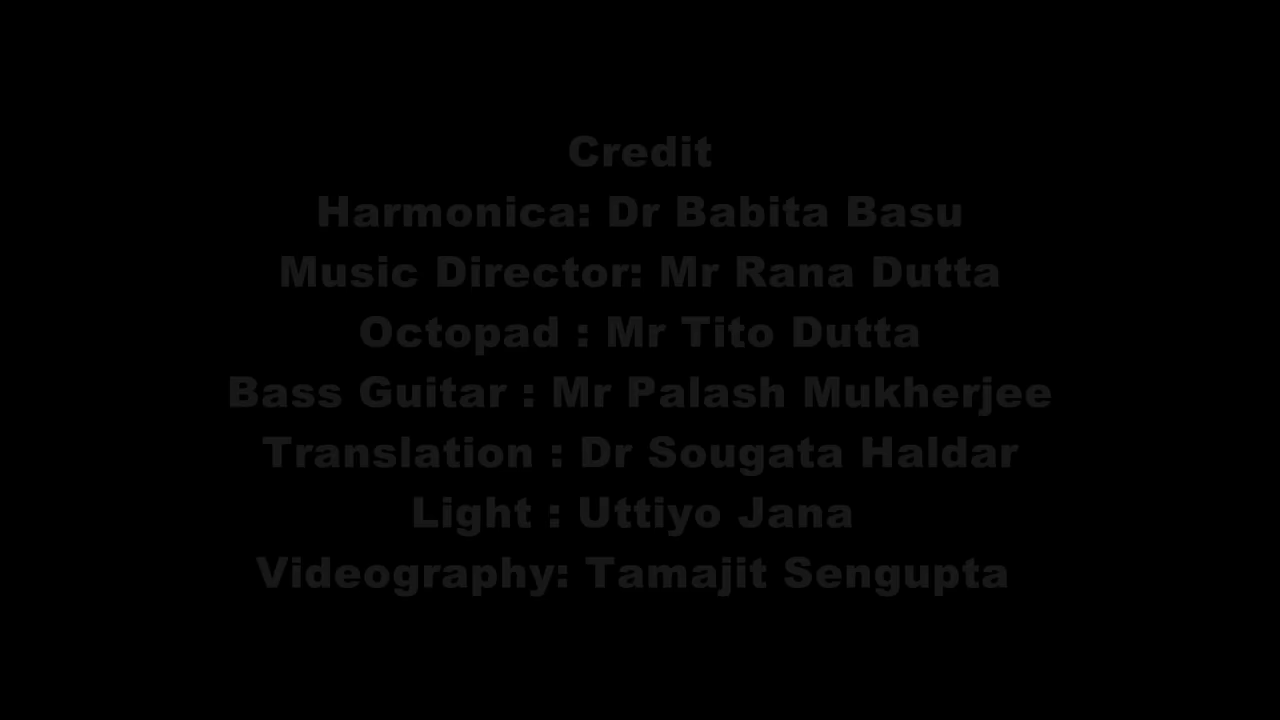 Credit
Harmonica: Dr Babita Basu
Music Director: Mr Rana Dutta
Octopad : Mr Tito Dutta
Bass Guitar : Mr Palash Mukherjee
Translation : Dr Sougata Haldar
Light : Uttiyo Jana
Videography: Tamajit Sengupta